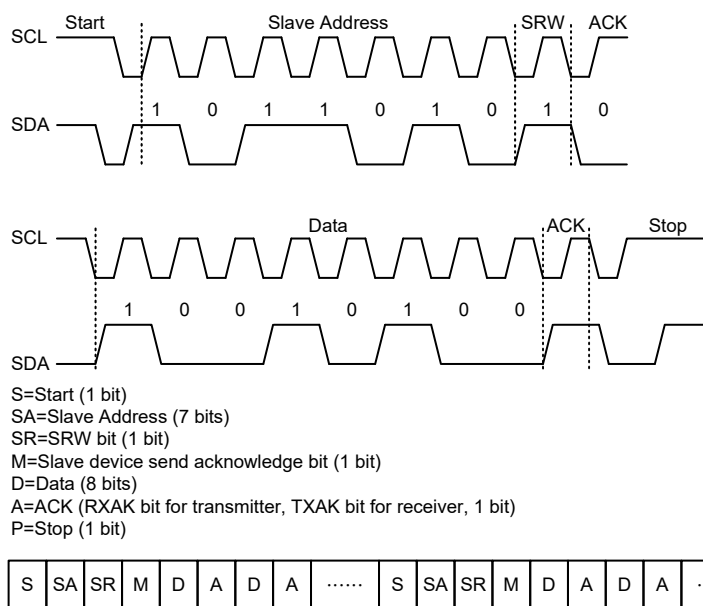 Start Slave Address SRW ACK
SCL
1 0 1 1 0 1 0 1 0
SDA
SCL Data ACK Stop
1 0 0 1 0 1 0 0
SDA
S=Start (1 bit)
SA=Slave Address (7 bits)
SR=SRW bit (1 bit)
M=Slave device send acknowledge bit (1 bit)
D=Data (8 bits)
A=ACK (RXAK bit for transmitter, TXAK bit for receiver, 1 bit)
P=Stop (1 bit)
S SA SR M D A D A ...... S SA SR M D A D A